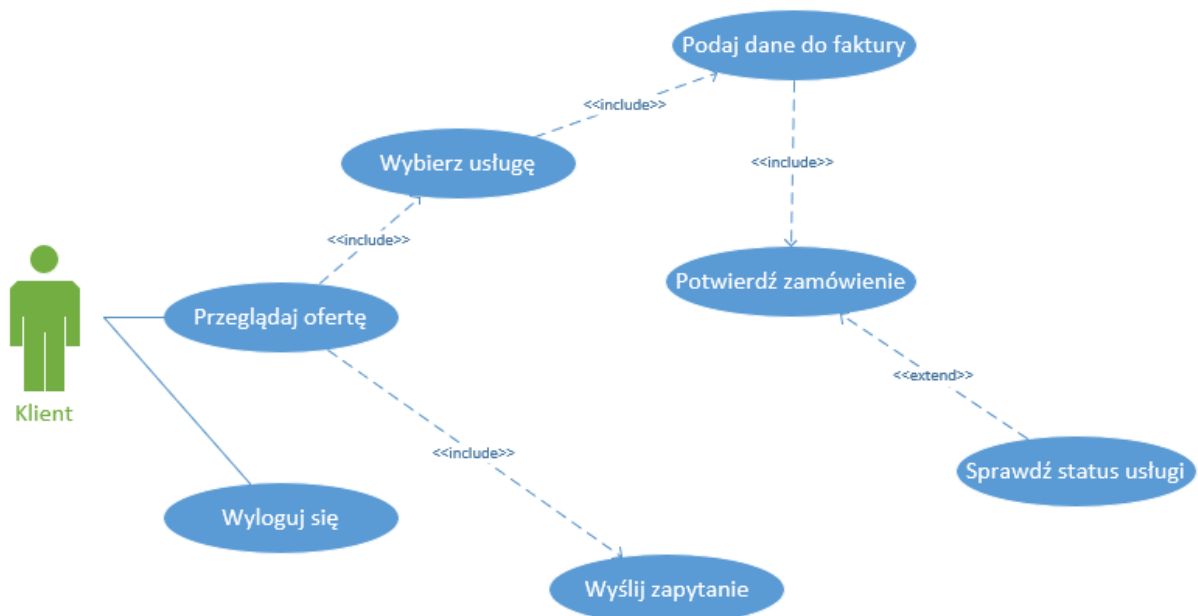 Podaj dane do faktury
<<include>>
Wybierz usługę
<<include>>
<<include>>
Potwierdź zamówienie
Przeglądaj ofertę
<<extend>>
Klient
<<include>>
Sprawdź status usługi
Wyloguj się
Wyślij zapytanie